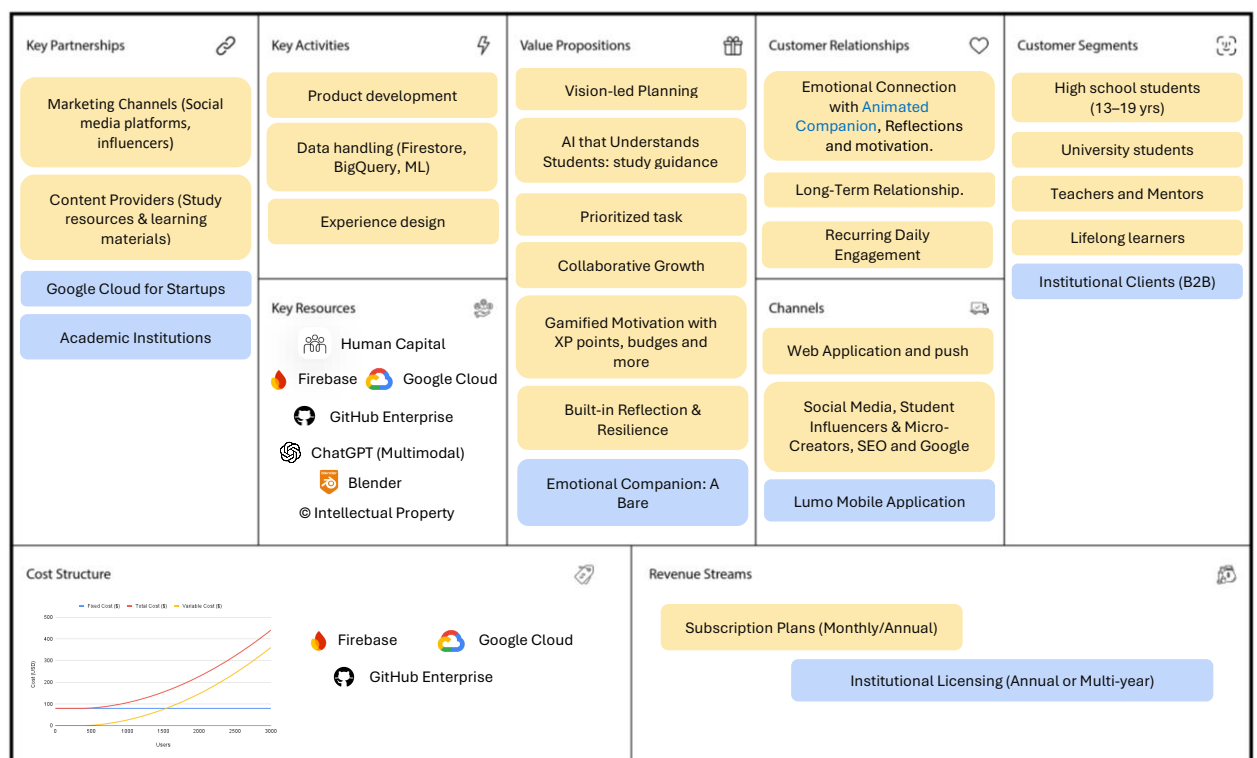 Key Partnerships
Marketing Channels (Social
media platforms,
influencers)
Content Providers (Study
resources & learning
materials)
Google Cloud for Startups
Academic Institutions
Key Activities
Product development
Data handling (Firestore,
BigQuery, ML)
Experience design
Key Resources
Human Capital
Firebase
Google Cloud
GitHub Enterprise
ChatGPT (Multimodal)
Blender
© Intellectual Property
Value Propositions
Vision-led Planning
AI that Understands
Students: study guidance
Prioritized task
Collaborative Growth
Gamified Motivation with
XP points, budges and
more
Built-in Reflection &
Resilience
Emotional Companion: A
Bare
Customer Relationships
Emotional Connection
with Animated
Companion, Reflections
and motivation.
Long-Term Relationship.
Recurring Daily
Engagement
Channels
Web Application and push
Social Media, Student
Influencers & Micro-
Creators, SEO and Google
Lumo Mobile Application
Customer Segments
High school students
(13–19 yrs)
University students
Teachers and Mentors
Lifelong learners
Institutional Clients (B2B)
Cost Structure
Fixed Cost ($) Total Cost ($) Variable Cost ($)
Cost (USD)
500
400
300
200
100
0
0 500 1000 1500 2000 2500 3000
Users
Firebase
Google Cloud
GitHub Enterprise
Revenue Streams
Subscription Plans (Monthly/Annual)
Institutional Licensing (Annual or Multi-year)